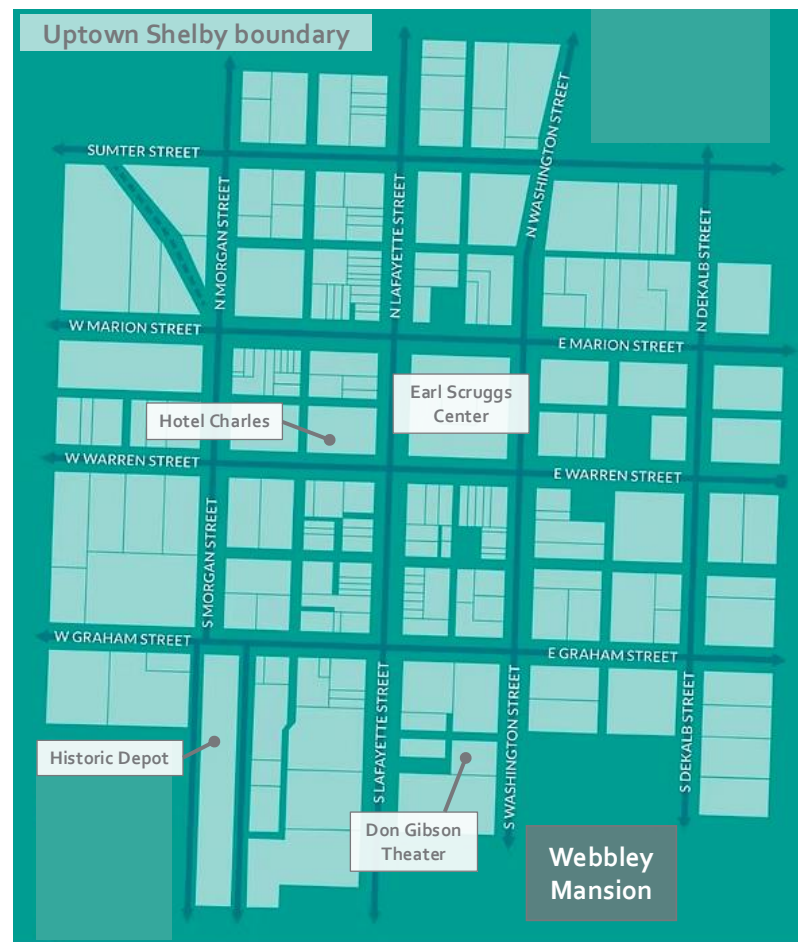 Uptown Shelby boundary
SUMTER STREET
N MORGAN STREET
N LAFAYETTE STREET
N WASHINGTON STREET
N DEKALB STREET
W MARION STREET
E MARION STREET
Earl Scruggs
Center
Hotel Charles
W WARREN STREET
E WARREN STREET
S MORGAN STREET
W GRAHAM STREET
E GRAHAM STREET
S LAFAYETTE STREET
S WASHINGTON STREET
S DEKALB STREET
Historic Depot
Don Gibson
Theater
Webbley
Mansion